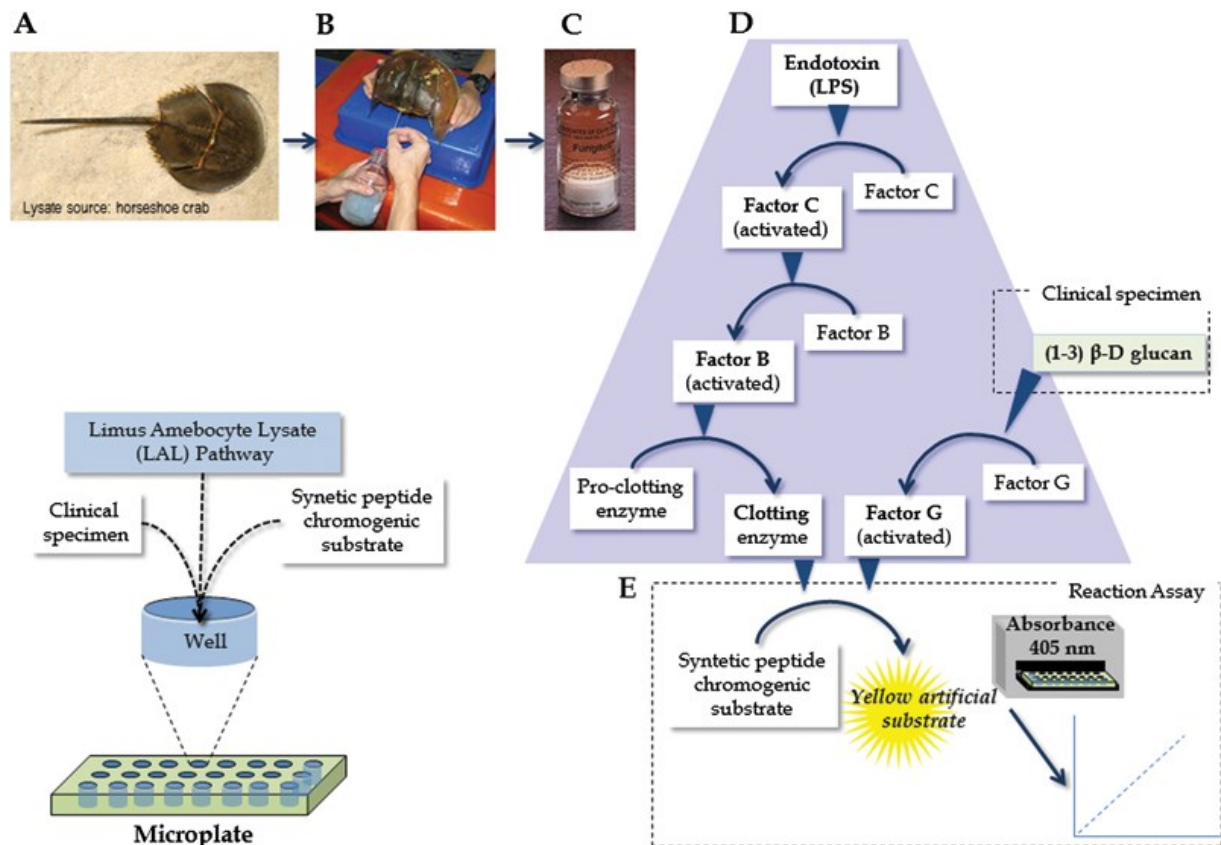 A
B
C
D
Lysate source: horseshoe crab
Fungitell
Endotoxin
(LPS)
Factor C
Factor C
(activated)
Clinical specimen
(1-3) β-D glucan
Factor B
Factor B
(activated)
Factor G
Pro-clotting
enzyme
Clotting
enzyme
Factor G
(activated)
Limus Amebocyte Lysate
(LAL) Pathway
Clinical
specimen
Synetic peptide
chromogenic
substrate
Well
Microplate
E
Reaction Assay
Syntetic peptide
chromogenic
substrate
Yellow artificial
substrate
Absorbance
405 nm